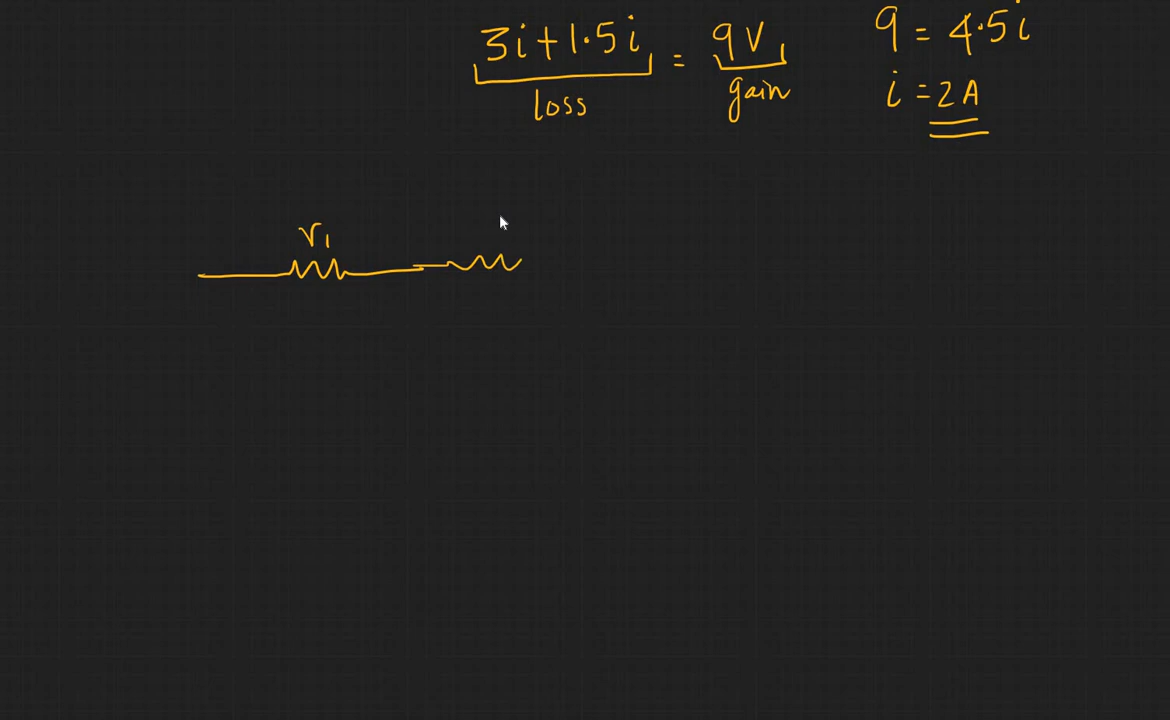 3i+1.5i = 9V
loss gain
9 = 4.5i
i = 2A
r₁